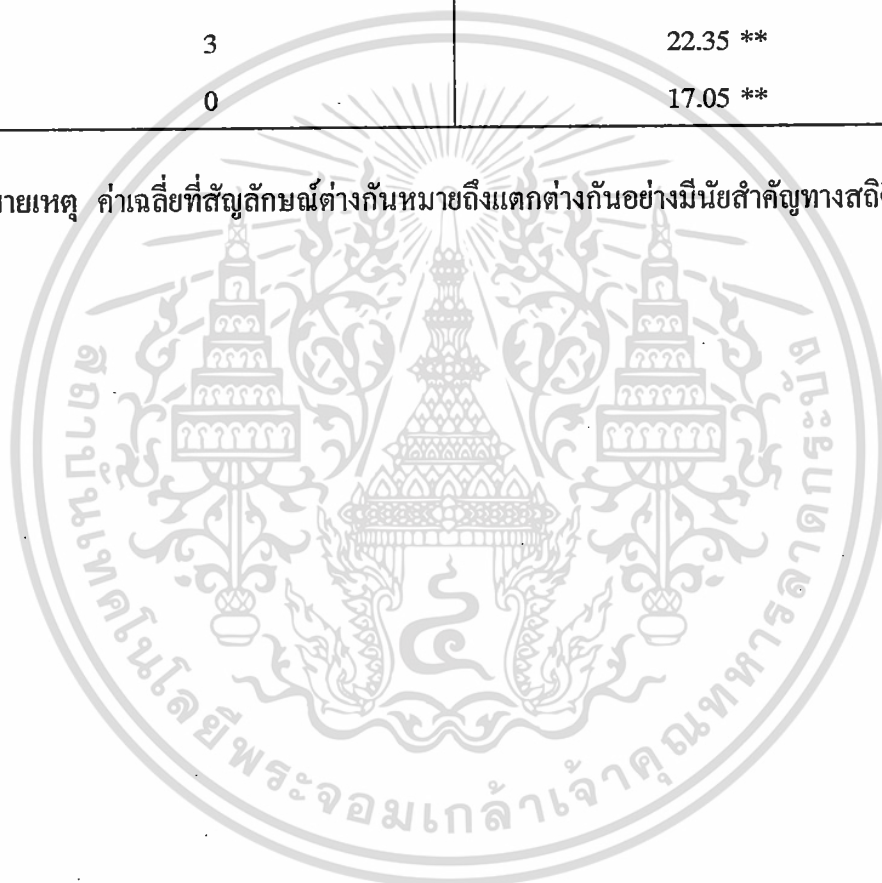 3 22.35 **
0 17.05 **
ายเหตุ ค่าเฉลี่ยที่สัญลักษณ์ต่างกันหมายถึงแตกต่างกันอย่างมีนัยสำคัญทางสถิ
สถาบันเทคโนโลยีพระจอมเกล้าเจ้าคุณทหารลาดกระบัง